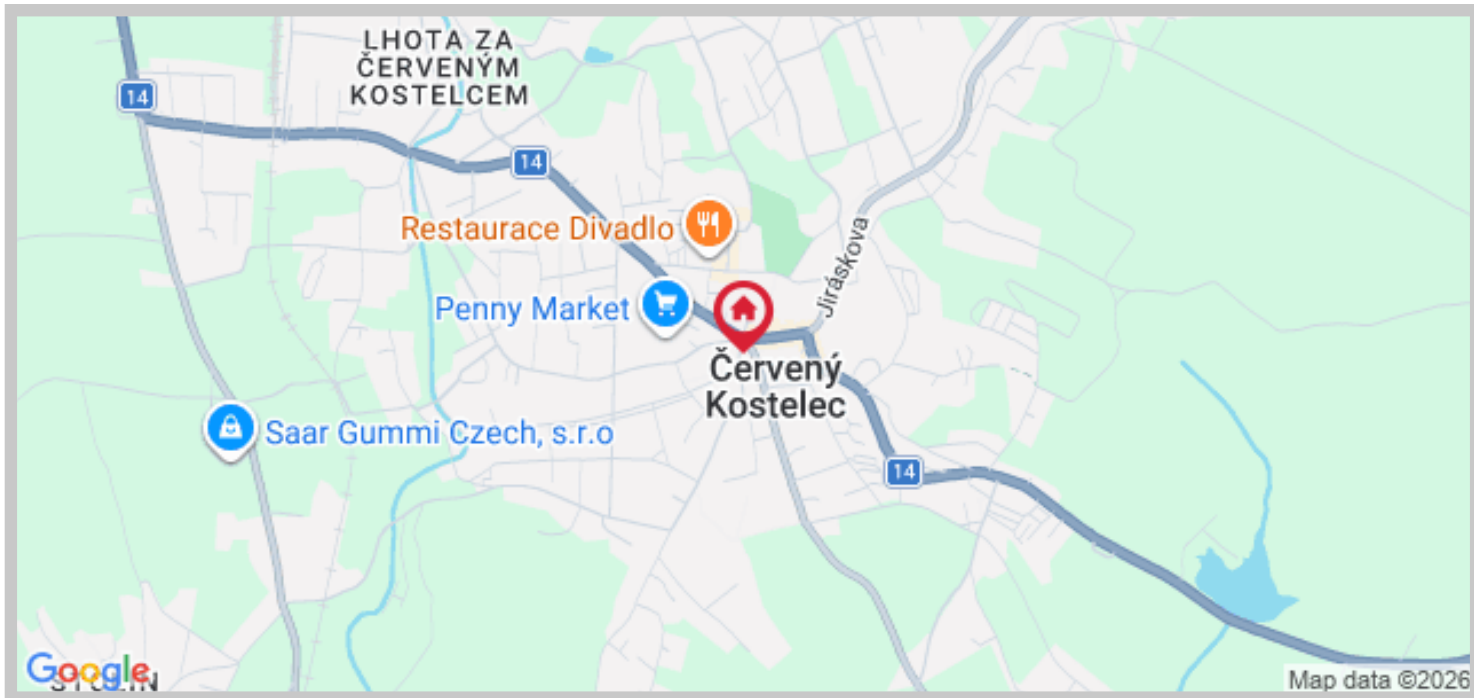 LHOTA ZA
ČERVENÝM
KOSTELCEM
14
14
Restaurace Divadlo
Jiráskova
Penny Market
Červený
Kostelec
Saar Gummi Czech, s.r.o
14
Google
Map data ©2026